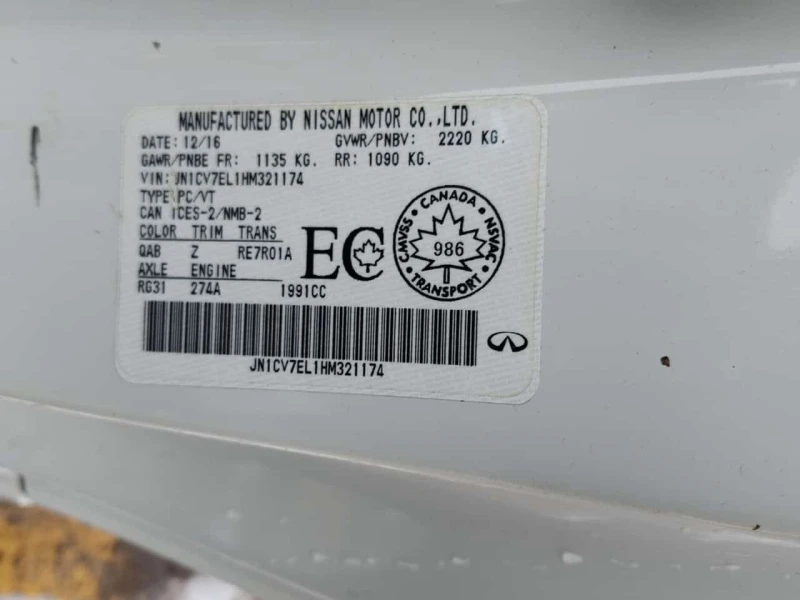 MANUFACTURED BY NISSAN MOTOR CO.,LTD.
DATE: 12/16 GVWR/PNBV: 2220 KG.
GAWR/PNBE FR: 1135 KG. RR: 1090 KG.
VIN: JN1CV7EL1HM321174
TYPE PC/VT
CAN ICES-2/NMB-2
COLOR TRIM TRANS
QAB Z RE7R01A
AXLE ENGINE
RG31 274A 1991CC
EC
CANADA
CMVSS 986 NSVAC
TRANSPORT
JN1CV7EL1HM321174